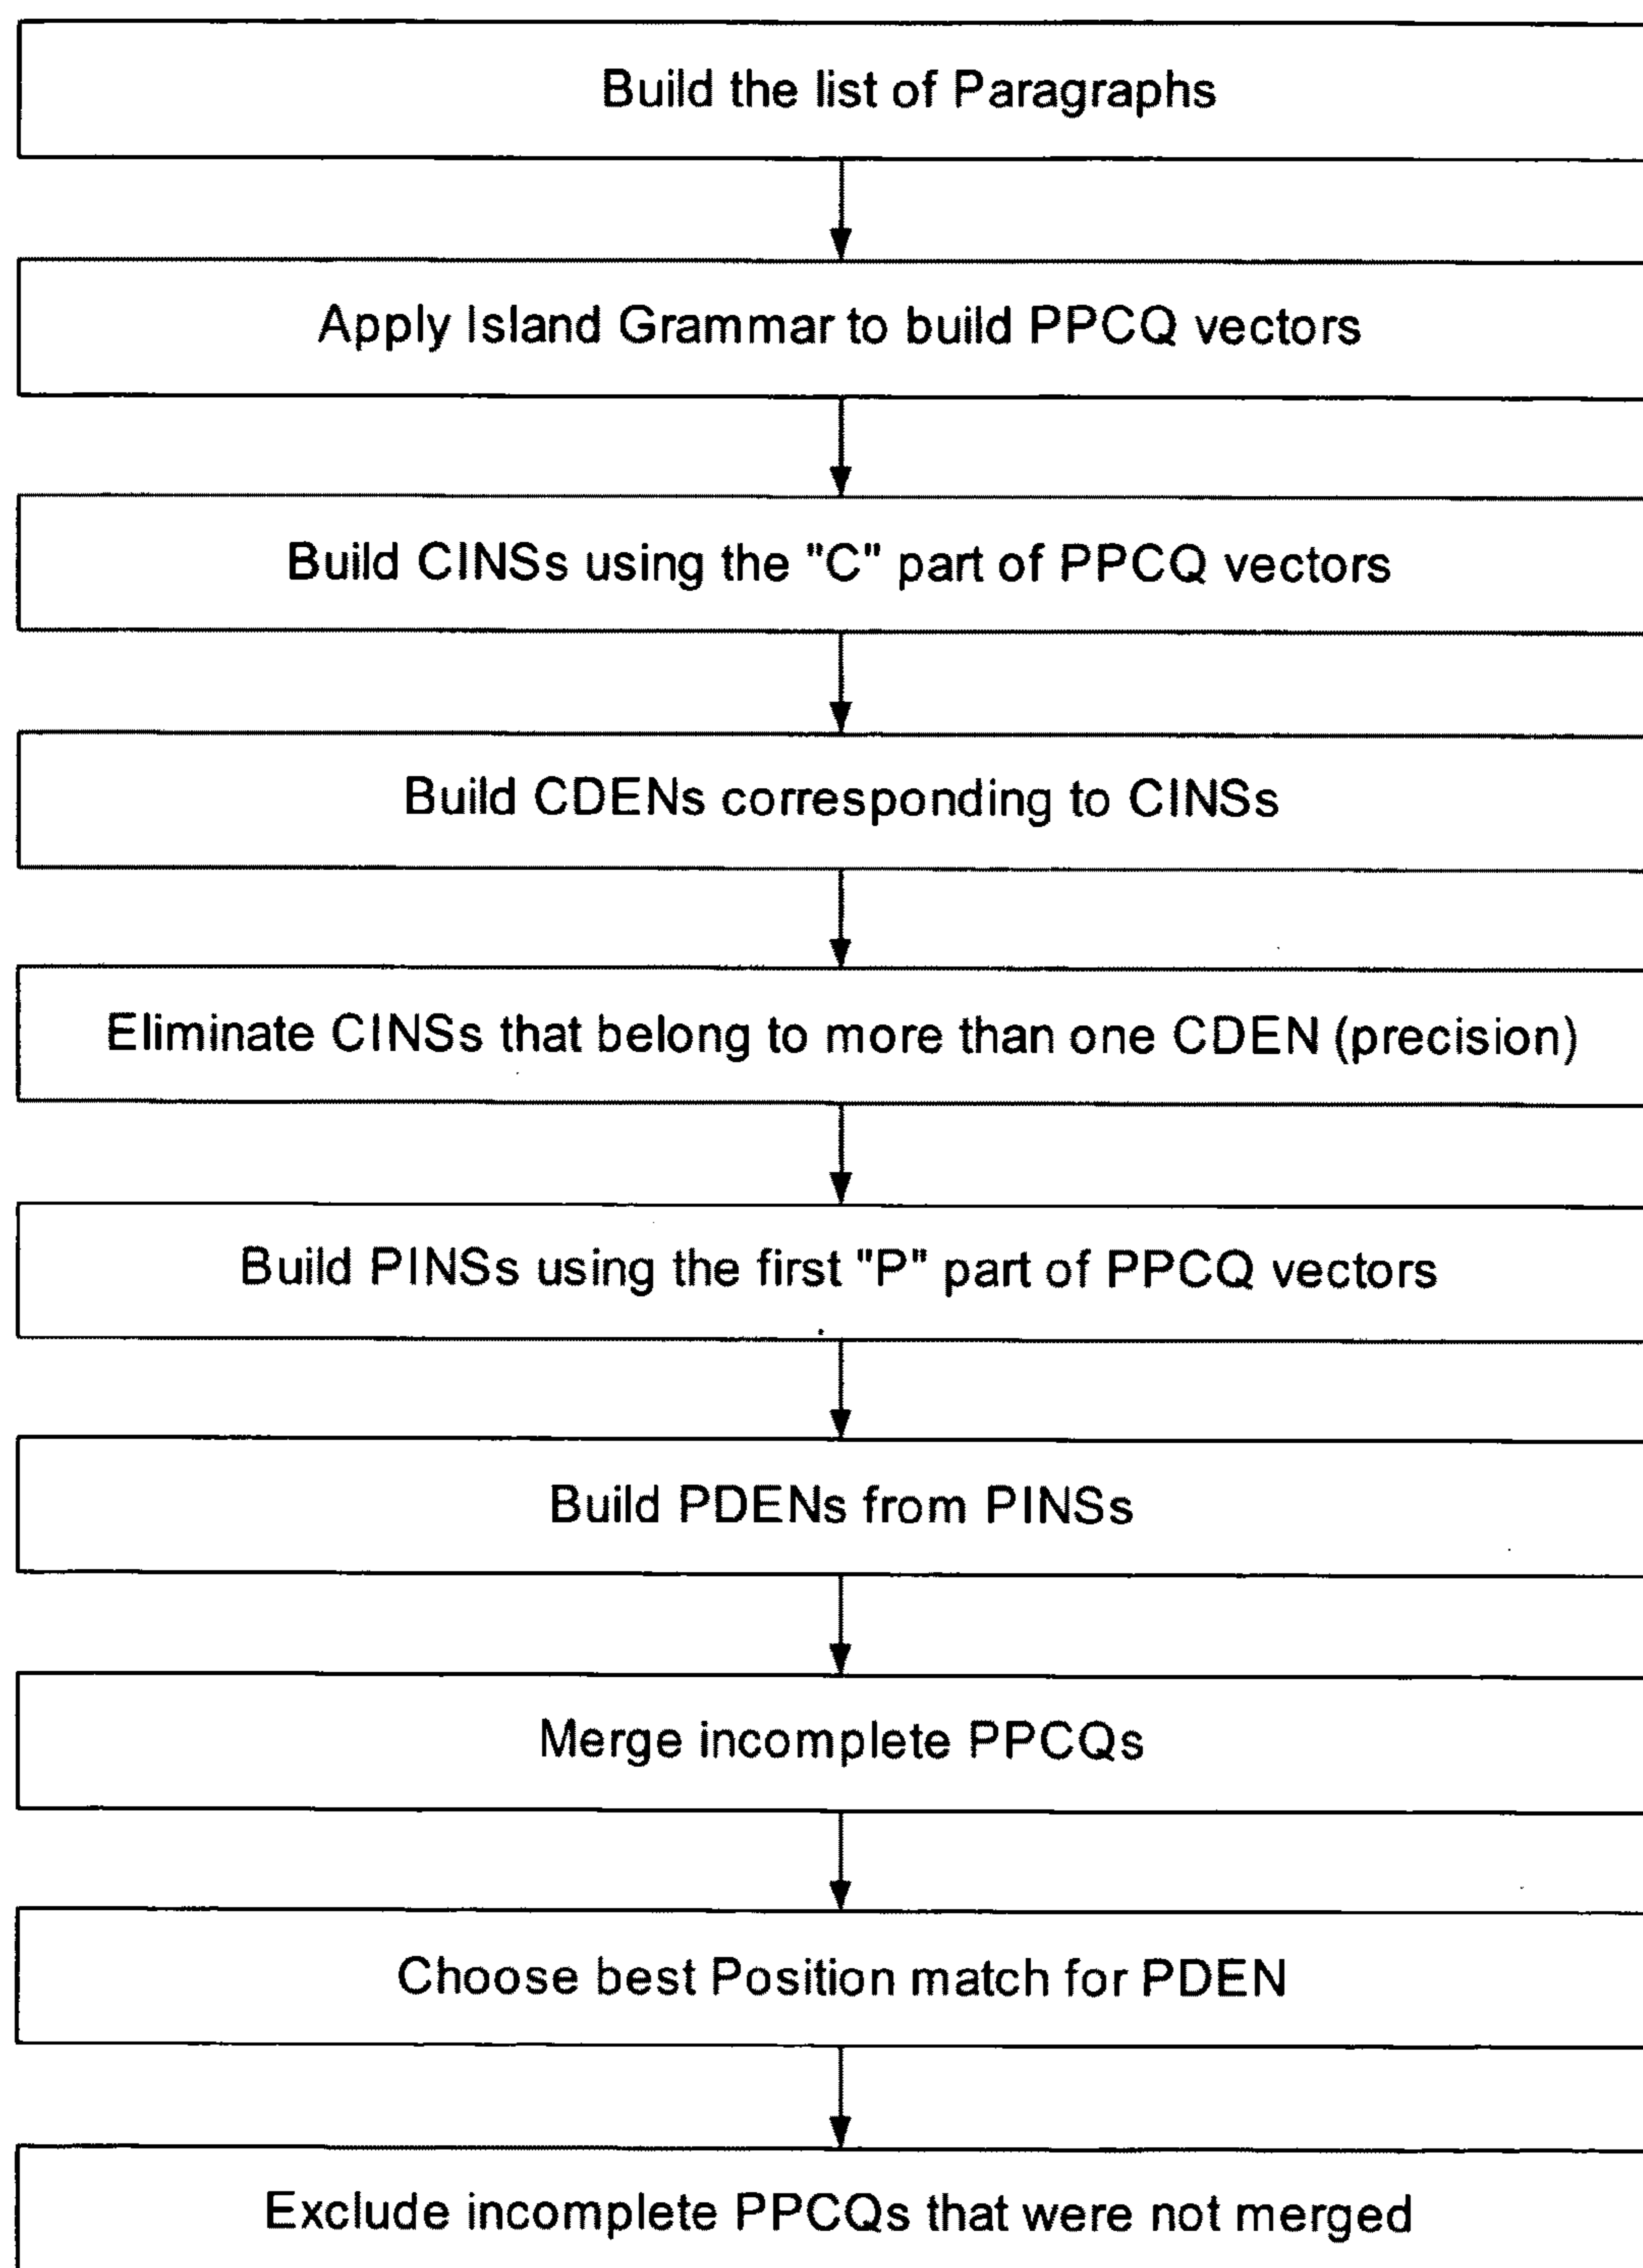 Build the list of Paragraphs
Apply Island Grammar to build PPCQ vectors
Build CINSs using the "C" part of PPCQ vectors
Build CDENs corresponding to CINSs
Eliminate CINSs that belong to more than one CDEN (precision)
Build PINSs using the first "P" part of PPCQ vectors
Build PDENs from PINSs
Merge incomplete PPCQs
Choose best Position match for PDEN
Exclude incomplete PPCQs that were not merged